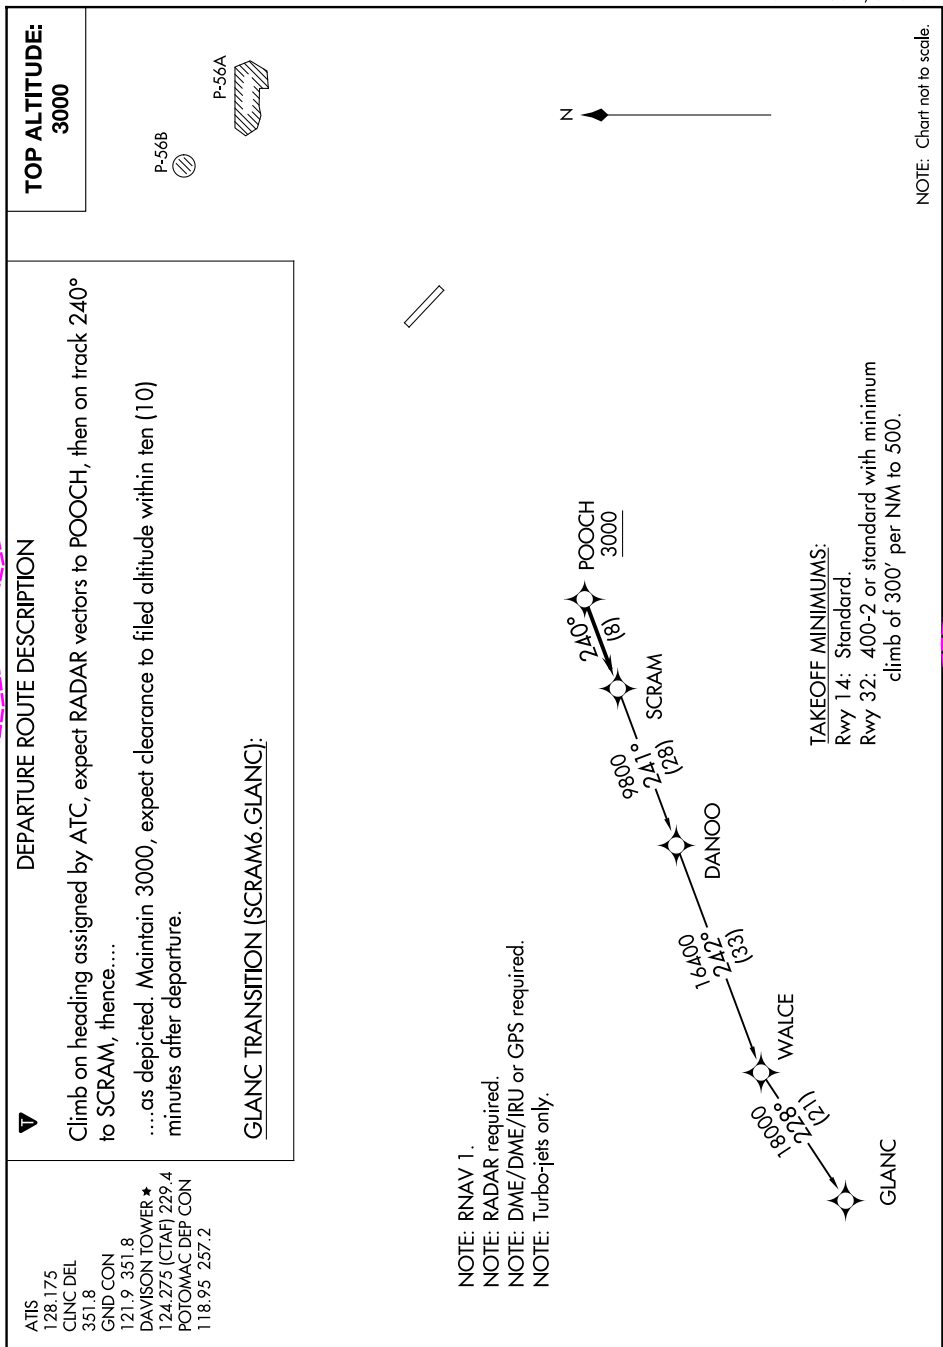 ATIS
128.175
CLNC DEL
351.8
GND CON
121.9 351.8
DAVISON TOWER ★
124.275 (CTAF) 229.4
POTOMAC DEP CON
118.95 257.2
T
DEPARTURE ROUTE DESCRIPTION
Climb on heading assigned by ATC, expect RADAR vectors to POOCH, then on track 240°
to SCRAM, thence....
....as depicted. Maintain 3000, expect clearance to filed altitude within ten (10)
minutes after departure.
GLANC TRANSITION (SCRAM6.GLANC):
TOP ALTITUDE:
3000
P-56B
P-56A
N
NOTE: RNAV 1.
NOTE: RADAR required.
NOTE: DME/DME/IRU or GPS required.
NOTE: Turbo-jets only.
POOCH
3000
240°
(8)
SCRAM
9800
241°
(28)
DANOO
16400
242°
(33)
WALCE
18000
228°
(21)
GLANC
TAKEOFF MINIMUMS:
Rwy 14: Standard.
Rwy 32: 400-2 or standard with minimum
climb of 300' per NM to 500.
NOTE: Chart not to scale.